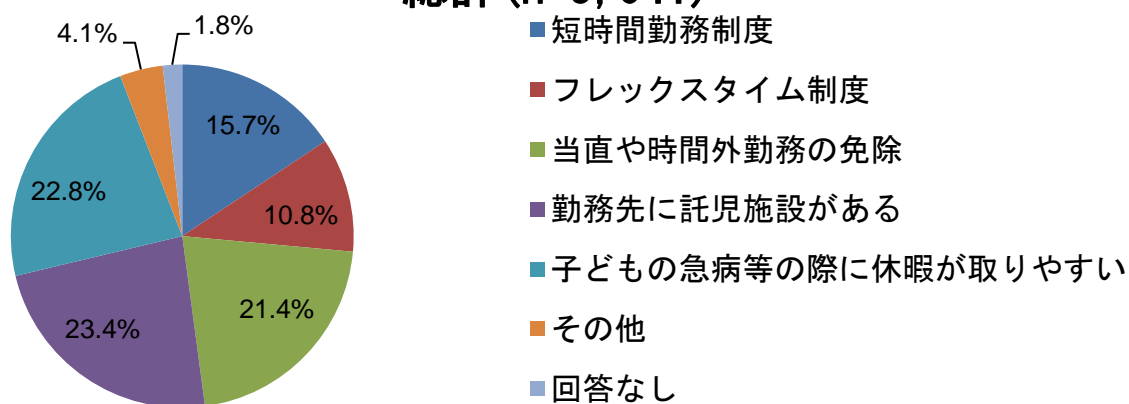 4.1%
1.8%
15.7%
10.8%
21.4%
23.4%
22.8%
短時間勤務制度
フレックスタイム制度
当直や時間外勤務の免除
勤務先に託児施設がある
子どもの急病等の際に休暇が取りやすい
その他
回答なし